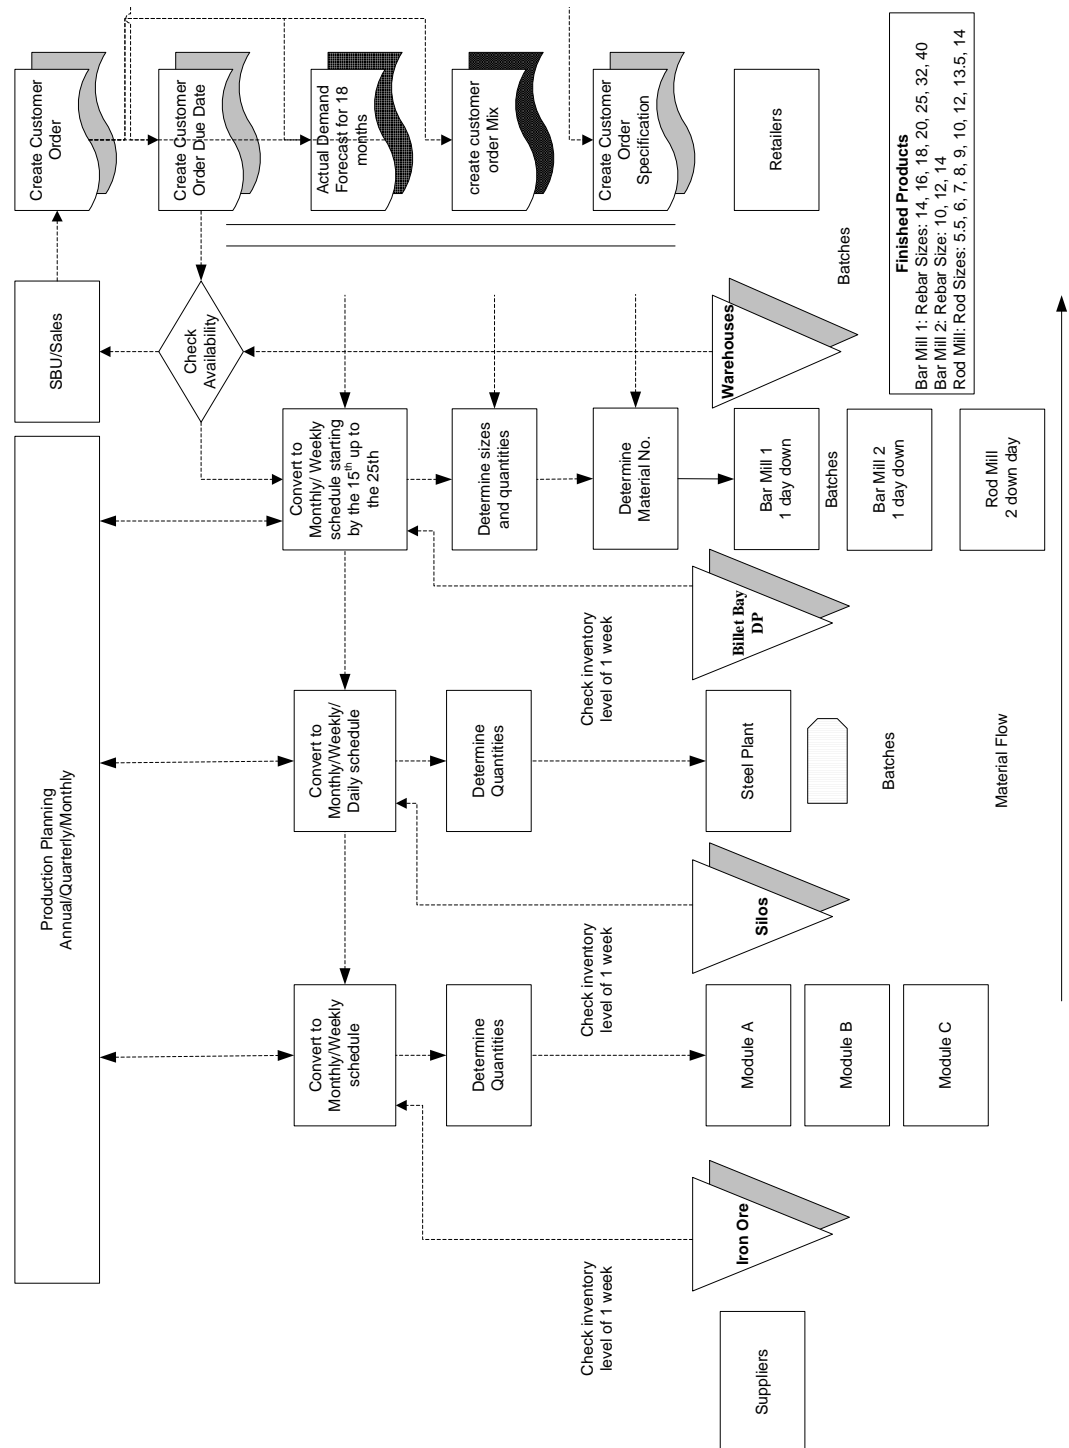 Production Planning
Annual/Quarterly/Monthly
SBU/Sales
Create Customer
Order
Create Customer
Order Due Date
Check
Availability
Convert to
Monthly/Weekly
schedule
Convert to
Monthly/Weekly/
Daily schedule
Convert to
Monthly/ Weekly
schedule starting
by the 15th up to
the 25th
Actual Demand
Forecast for 18
months
Determine
Quantities
Determine
Quantities
Determine sizes
and quantities
create customer
order Mix
Check inventory
level of 1 week
Check inventory
level of 1 week
Check inventory
level of 1 week
Determine
Material No.
Create Customer
Order
Specification
Suppliers
Iron Ore
Module A
Silos
Steel Plant
Billet Bay
DP
Bar Mill 1
1 day down
Warehouses
Retailers
Module B
Batches
Batches
Batches
Module C
Bar Mill 2
1 day down
Material Flow
Rod Mill
2 down day
Finished Products
Bar Mill 1: Rebar Sizes: 14, 16, 18, 20, 25, 32, 40
Bar Mill 2: Rebar Size: 10, 12, 14
Rod Mill: Rod Sizes: 5.5, 6, 7, 8, 9, 10, 12, 13.5, 14